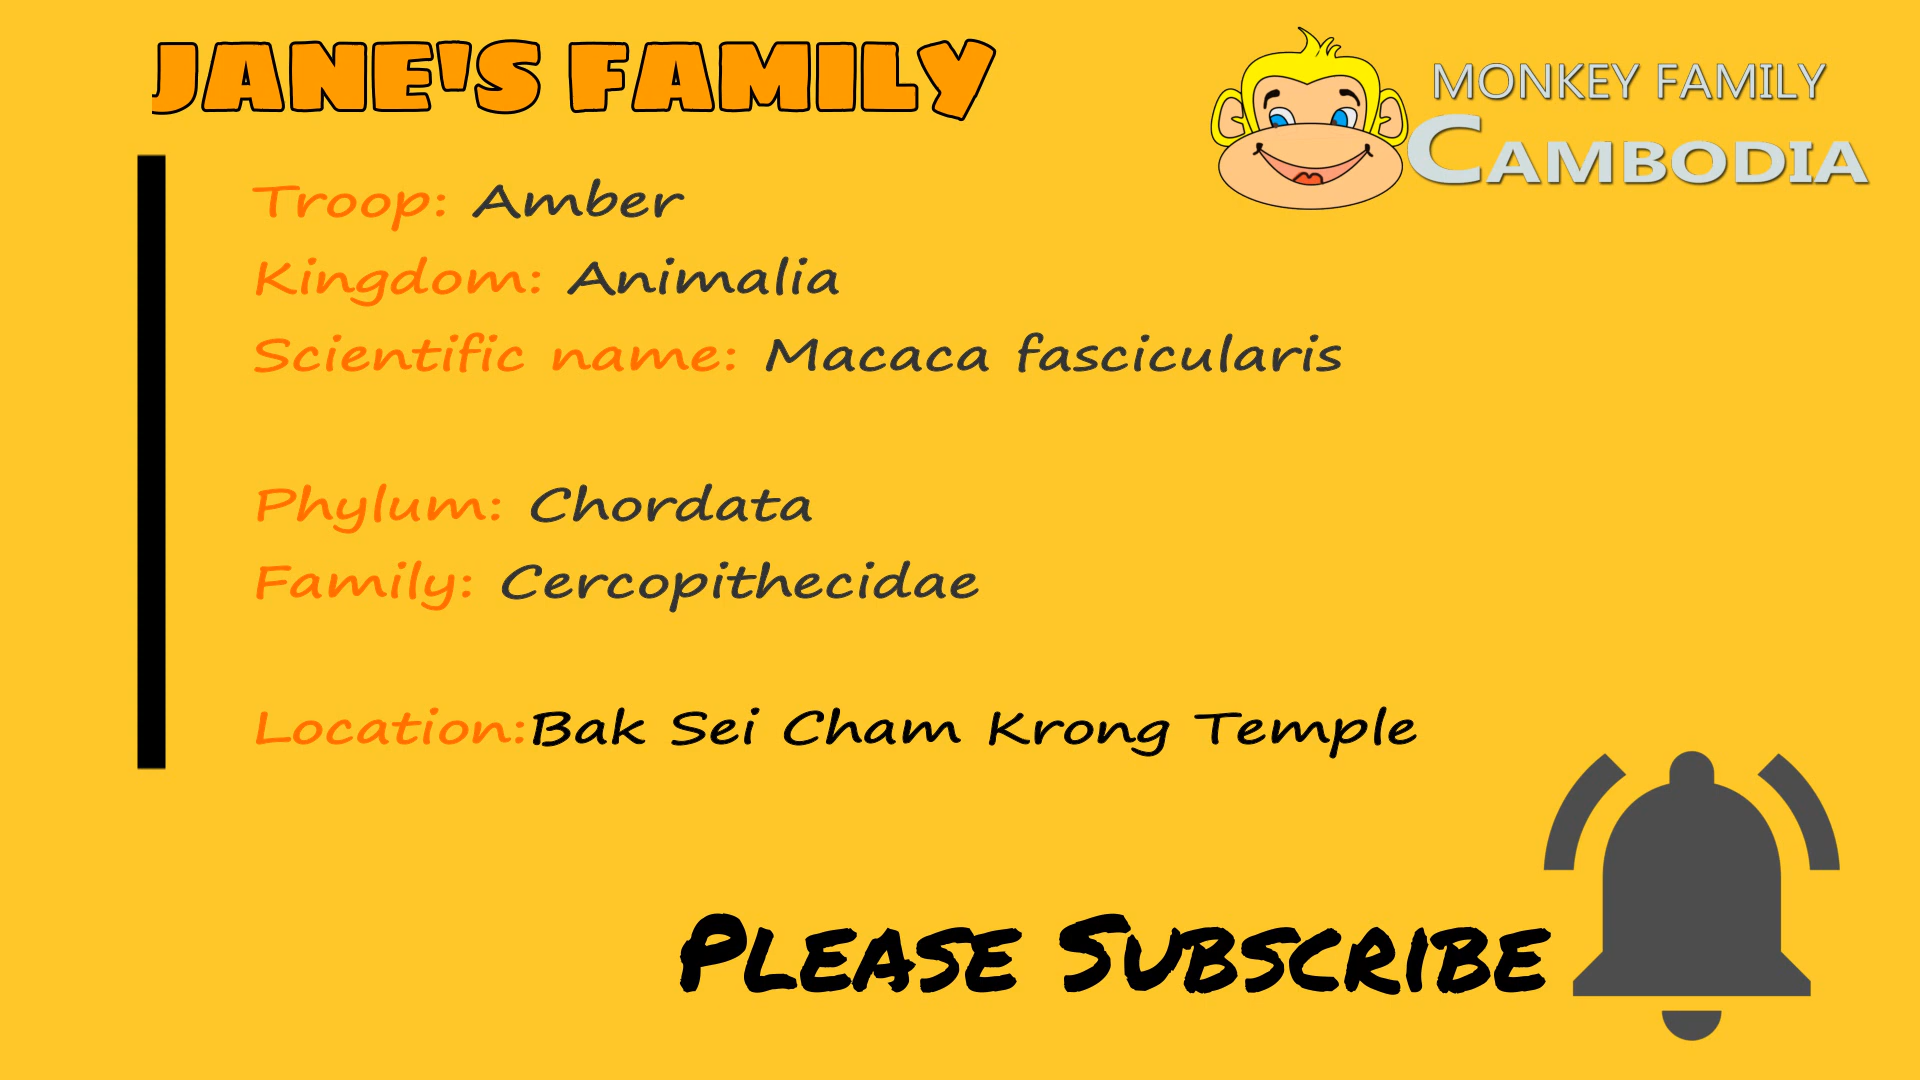 JANE'S FAMILY
MONKEY FAMILY
CAMBODIA
Troop: Amber
Kingdom: Animalia
Scientific name: Macaca fascicularis
Phylum: Chordata
Family: Cercopithecidae
Location:Bak Sei Cham Krong Temple
PLEASE SUBSCRIBE